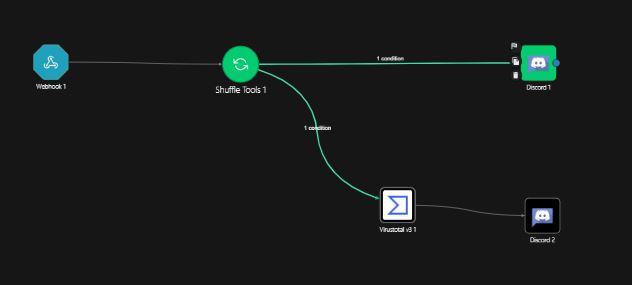 1 condition
Webhook 1
Shuffle Tools 1
Discord 1
1 condition
Virustotal v3 1
Discord 2